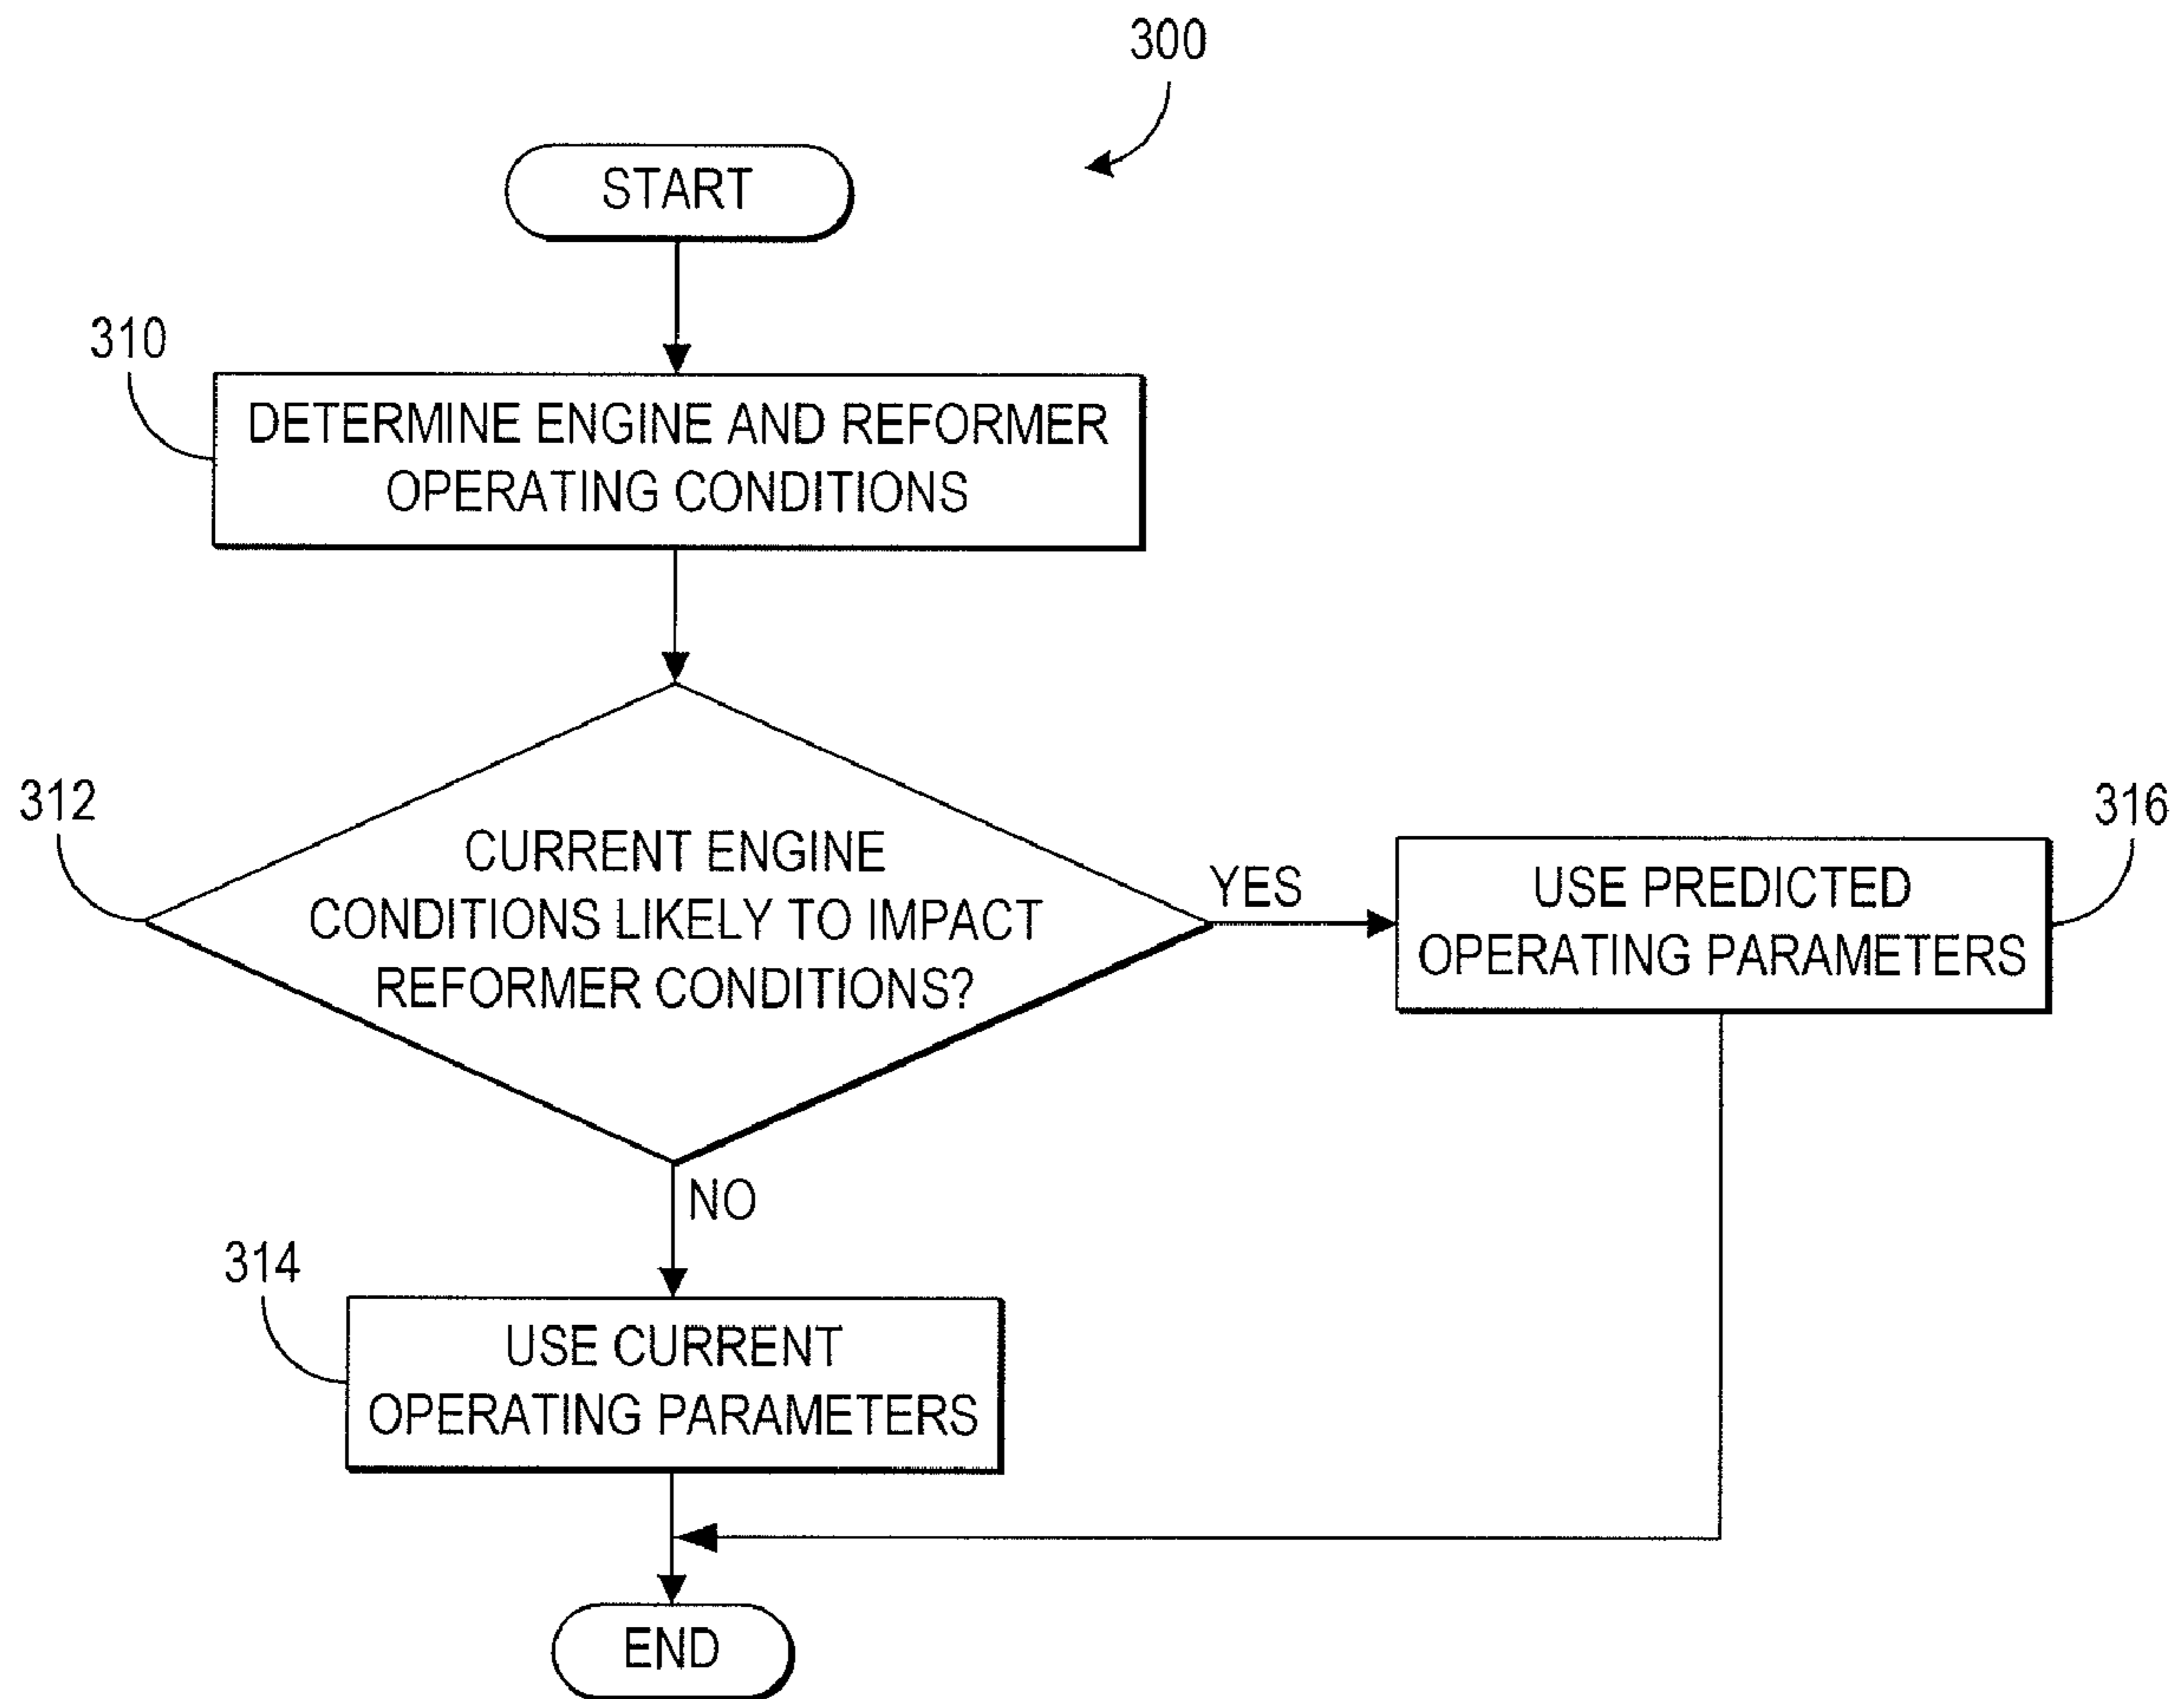 300
START
310
DETERMINE ENGINE AND REFORMER
OPERATING CONDITIONS
312
CURRENT ENGINE
CONDITIONS LIKELY TO IMPACT
REFORMER CONDITIONS?
YES
316
USE PREDICTED
OPERATING PARAMETERS
NO
314
USE CURRENT
OPERATING PARAMETERS
END